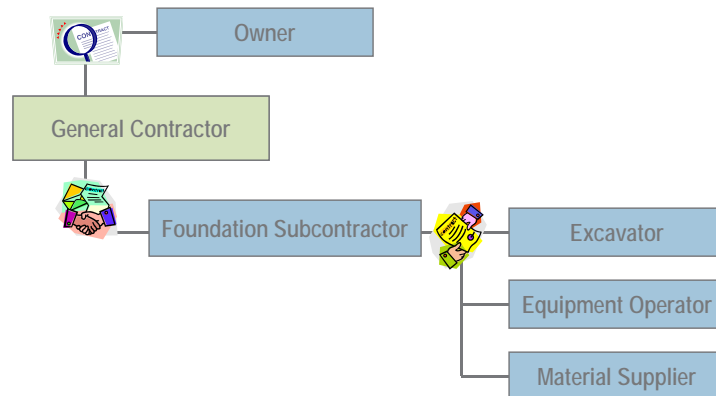 Owner
General Contractor
Foundation Subcontractor
Excavator
Equipment Operator
Material Supplier